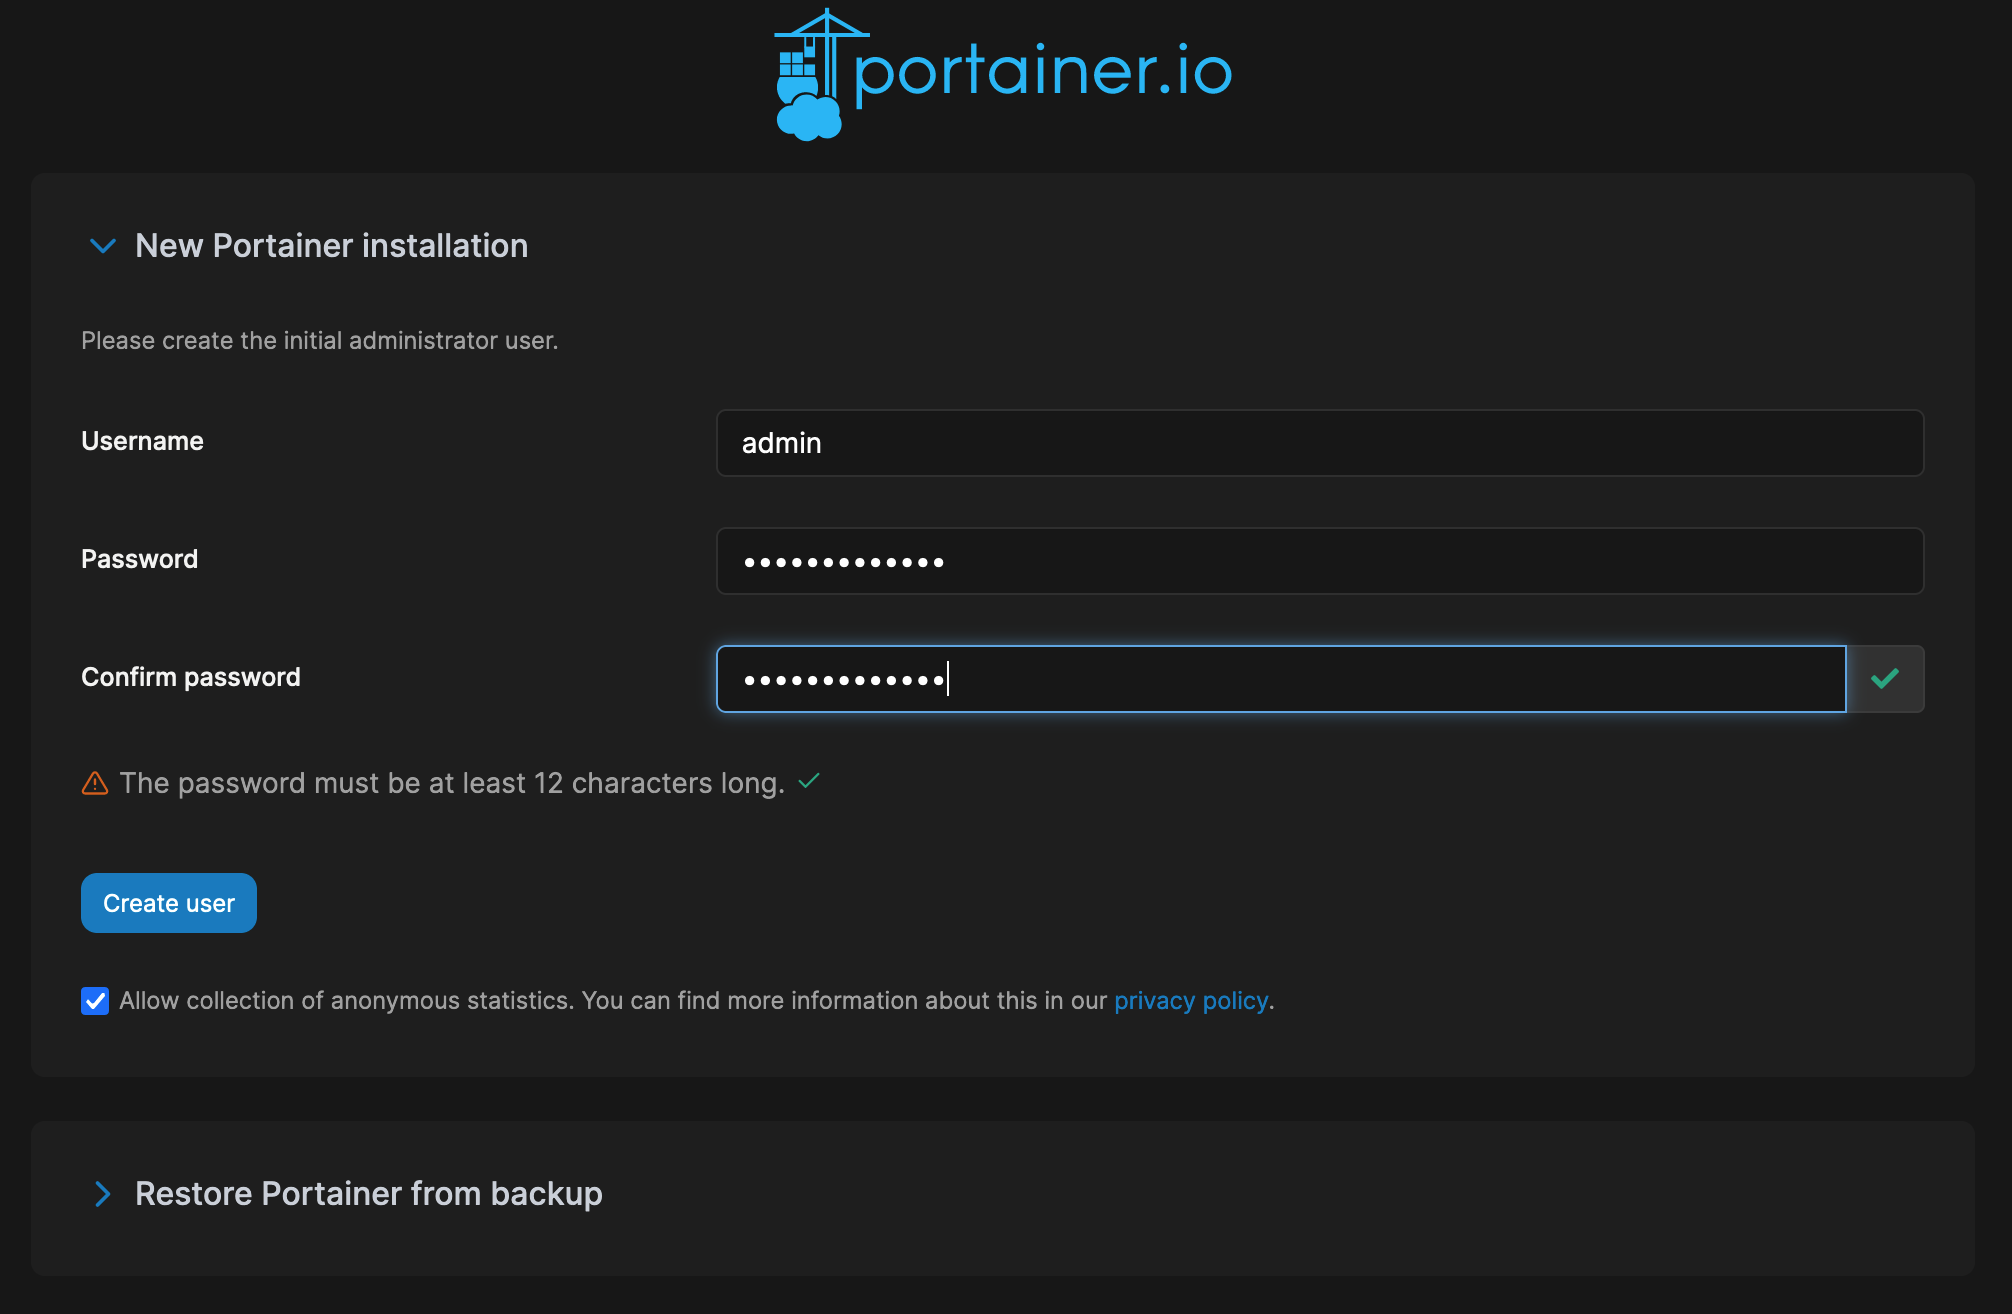 portainer.io
New Portainer installation
Please create the initial administrator user.
Username
admin
Password
•••••••••••••
Confirm password
•••••••••••••
The password must be at least 12 characters long.
Create user
Allow collection of anonymous statistics. You can find more information about this in our privacy policy.
Restore Portainer from backup